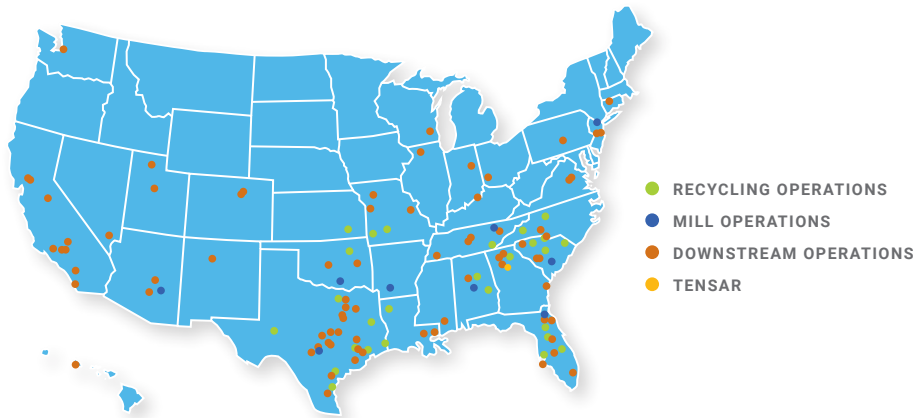 RECYCLING OPERATIONS
MILL OPERATIONS
DOWNSTREAM OPERATIONS
TENSAR